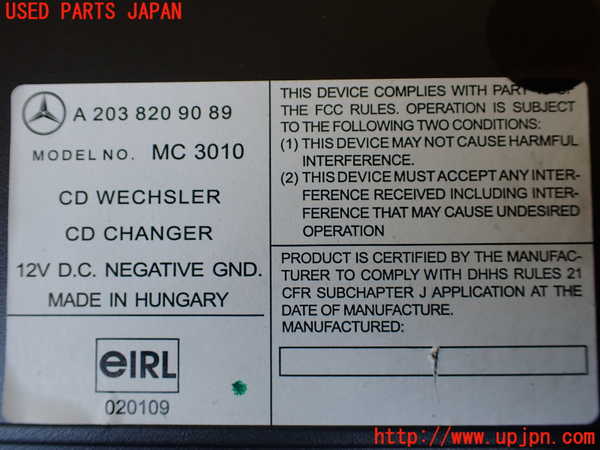 USED PARTS JAPAN
A 203 820 90 89
MODEL NO. MC 3010
CD WECHSLER
CD CHANGER
12V D.C. NEGATIVE GND.
MADE IN HUNGARY
eIRL
020109
THIS DEVICE COMPLIES WITH PART
THE FCC RULES. OPERATION IS SUBJECT
TO THE FOLLOWING TWO CONDITIONS:
(1) THIS DEVICE MAY NOT CAUSE HARMFUL
INTERFERENCE.
(2) THIS DEVICE MUST ACCEPT ANY INTER-
FERENCE RECEIVED INCLUDING INTER-
FERENCE THAT MAY CAUSE UNDESIRED
OPERATION
PRODUCT IS CERTIFIED BY THE MANUFAC-
TURER TO COMPLY WITH DHHS RULES 21
CFR SUBCHAPTER J APPLICATION AT THE
DATE OF MANUFACTURE.
MANUFACTURED:
http://www.upjpn.com/